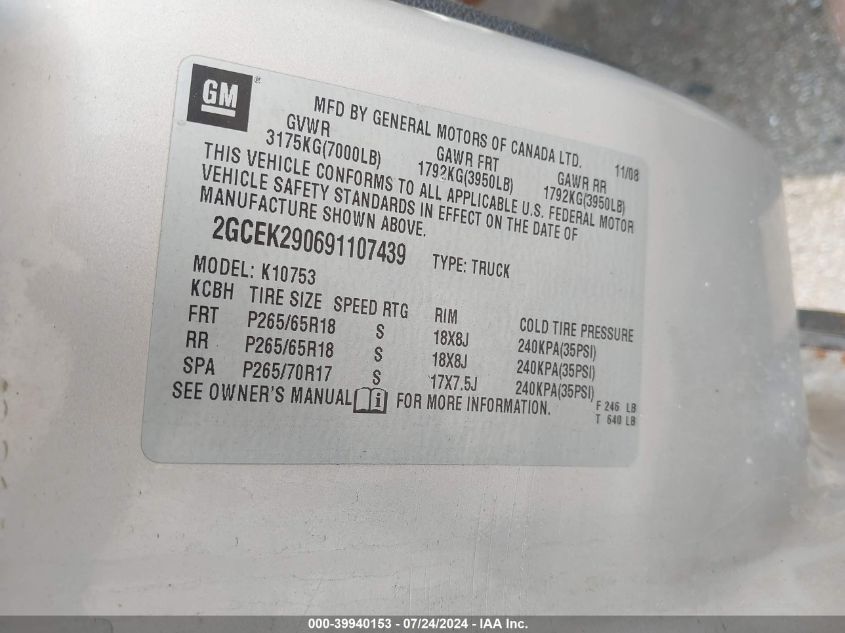 GM ®
MFD BY GENERAL MOTORS OF CANADA LTD.
GVWR GAWR FRT GAWR RR 11/08
3175KG(7000LB) 1792KG(3950LB) 1792KG(3950LB)
THIS VEHICLE CONFORMS TO ALL APPLICABLE U.S. FEDERAL MOTOR
VEHICLE SAFETY STANDARDS IN EFFECT ON THE DATE OF
MANUFACTURE SHOWN ABOVE.
2GCEK290691107439 TYPE: TRUCK
MODEL: K10753
KCBH TIRE SIZE SPEED RTG RIM COLD TIRE PRESSURE
FRT P265/65R18 S 18X8J 240KPA(35PSI)
RR P265/65R18 S 18X8J 240KPA(35PSI)
SPA P265/70R17 S 17X7.5J 240KPA(35PSI)
SEE OWNER'S MANUAL i FOR MORE INFORMATION.
F 246 LB
T 640 LB
000-39940153 - 07/24/2024 - IAA Inc.